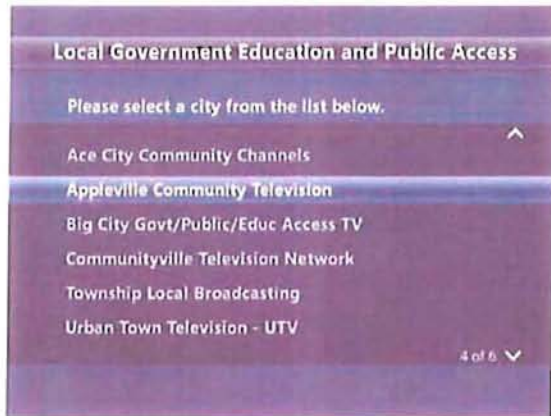 Local Government Education and Public Access
Please select a city from the list below.
Ace City Community Channels
Appleville Community Television
Big City Govt/Public/Educ Access TV
Communityville Television Network
Township Local Broadcasting
Urban Town Television - UTV
4 of 6